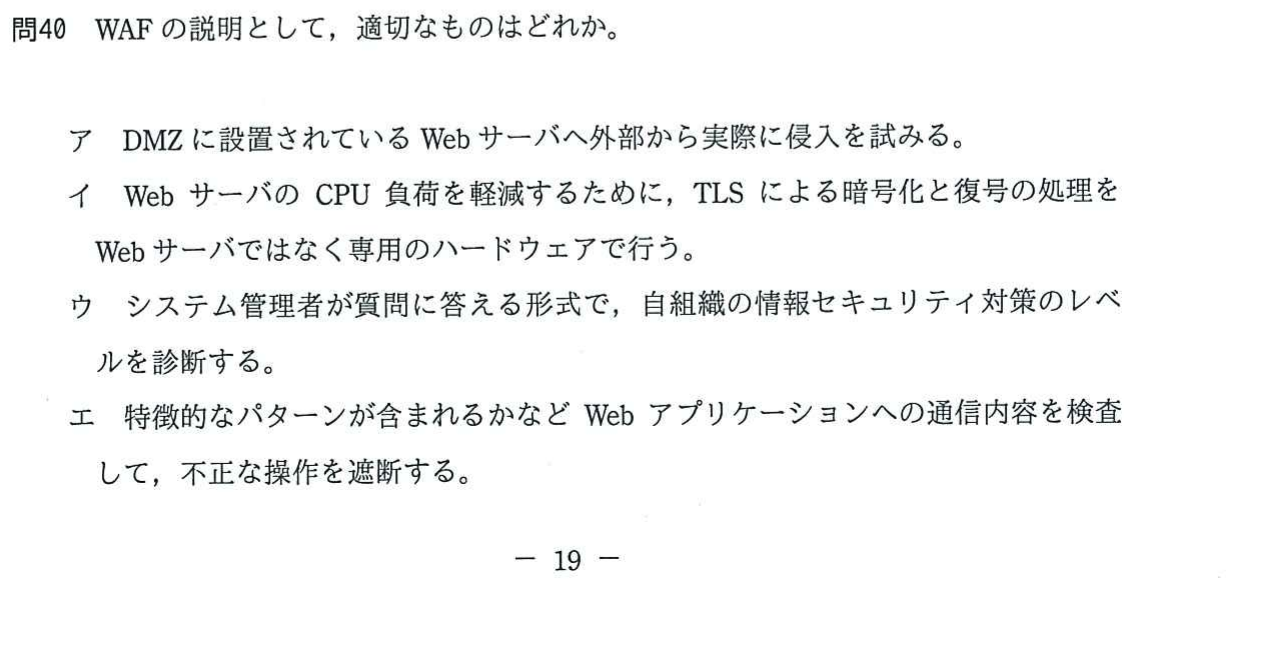 問40 WAF の説明として，適切なものはどれか。
ア DMZ に設置されている Web サーバへ外部から実際に侵入を試みる。
イ Web サーバの CPU 負荷を軽減するために，TLS による暗号化と復号の処理を
Web サーバではなく専用のハードウェアで行う。
ウ システム管理者が質問に答える形式で，自組織の情報セキュリティ対策のレベ
ルを診断する。
エ 特徴的なパターンが含まれるかなど Web アプリケーションへの通信内容を検査
して，不正な操作を遮断する。
－ 19 －